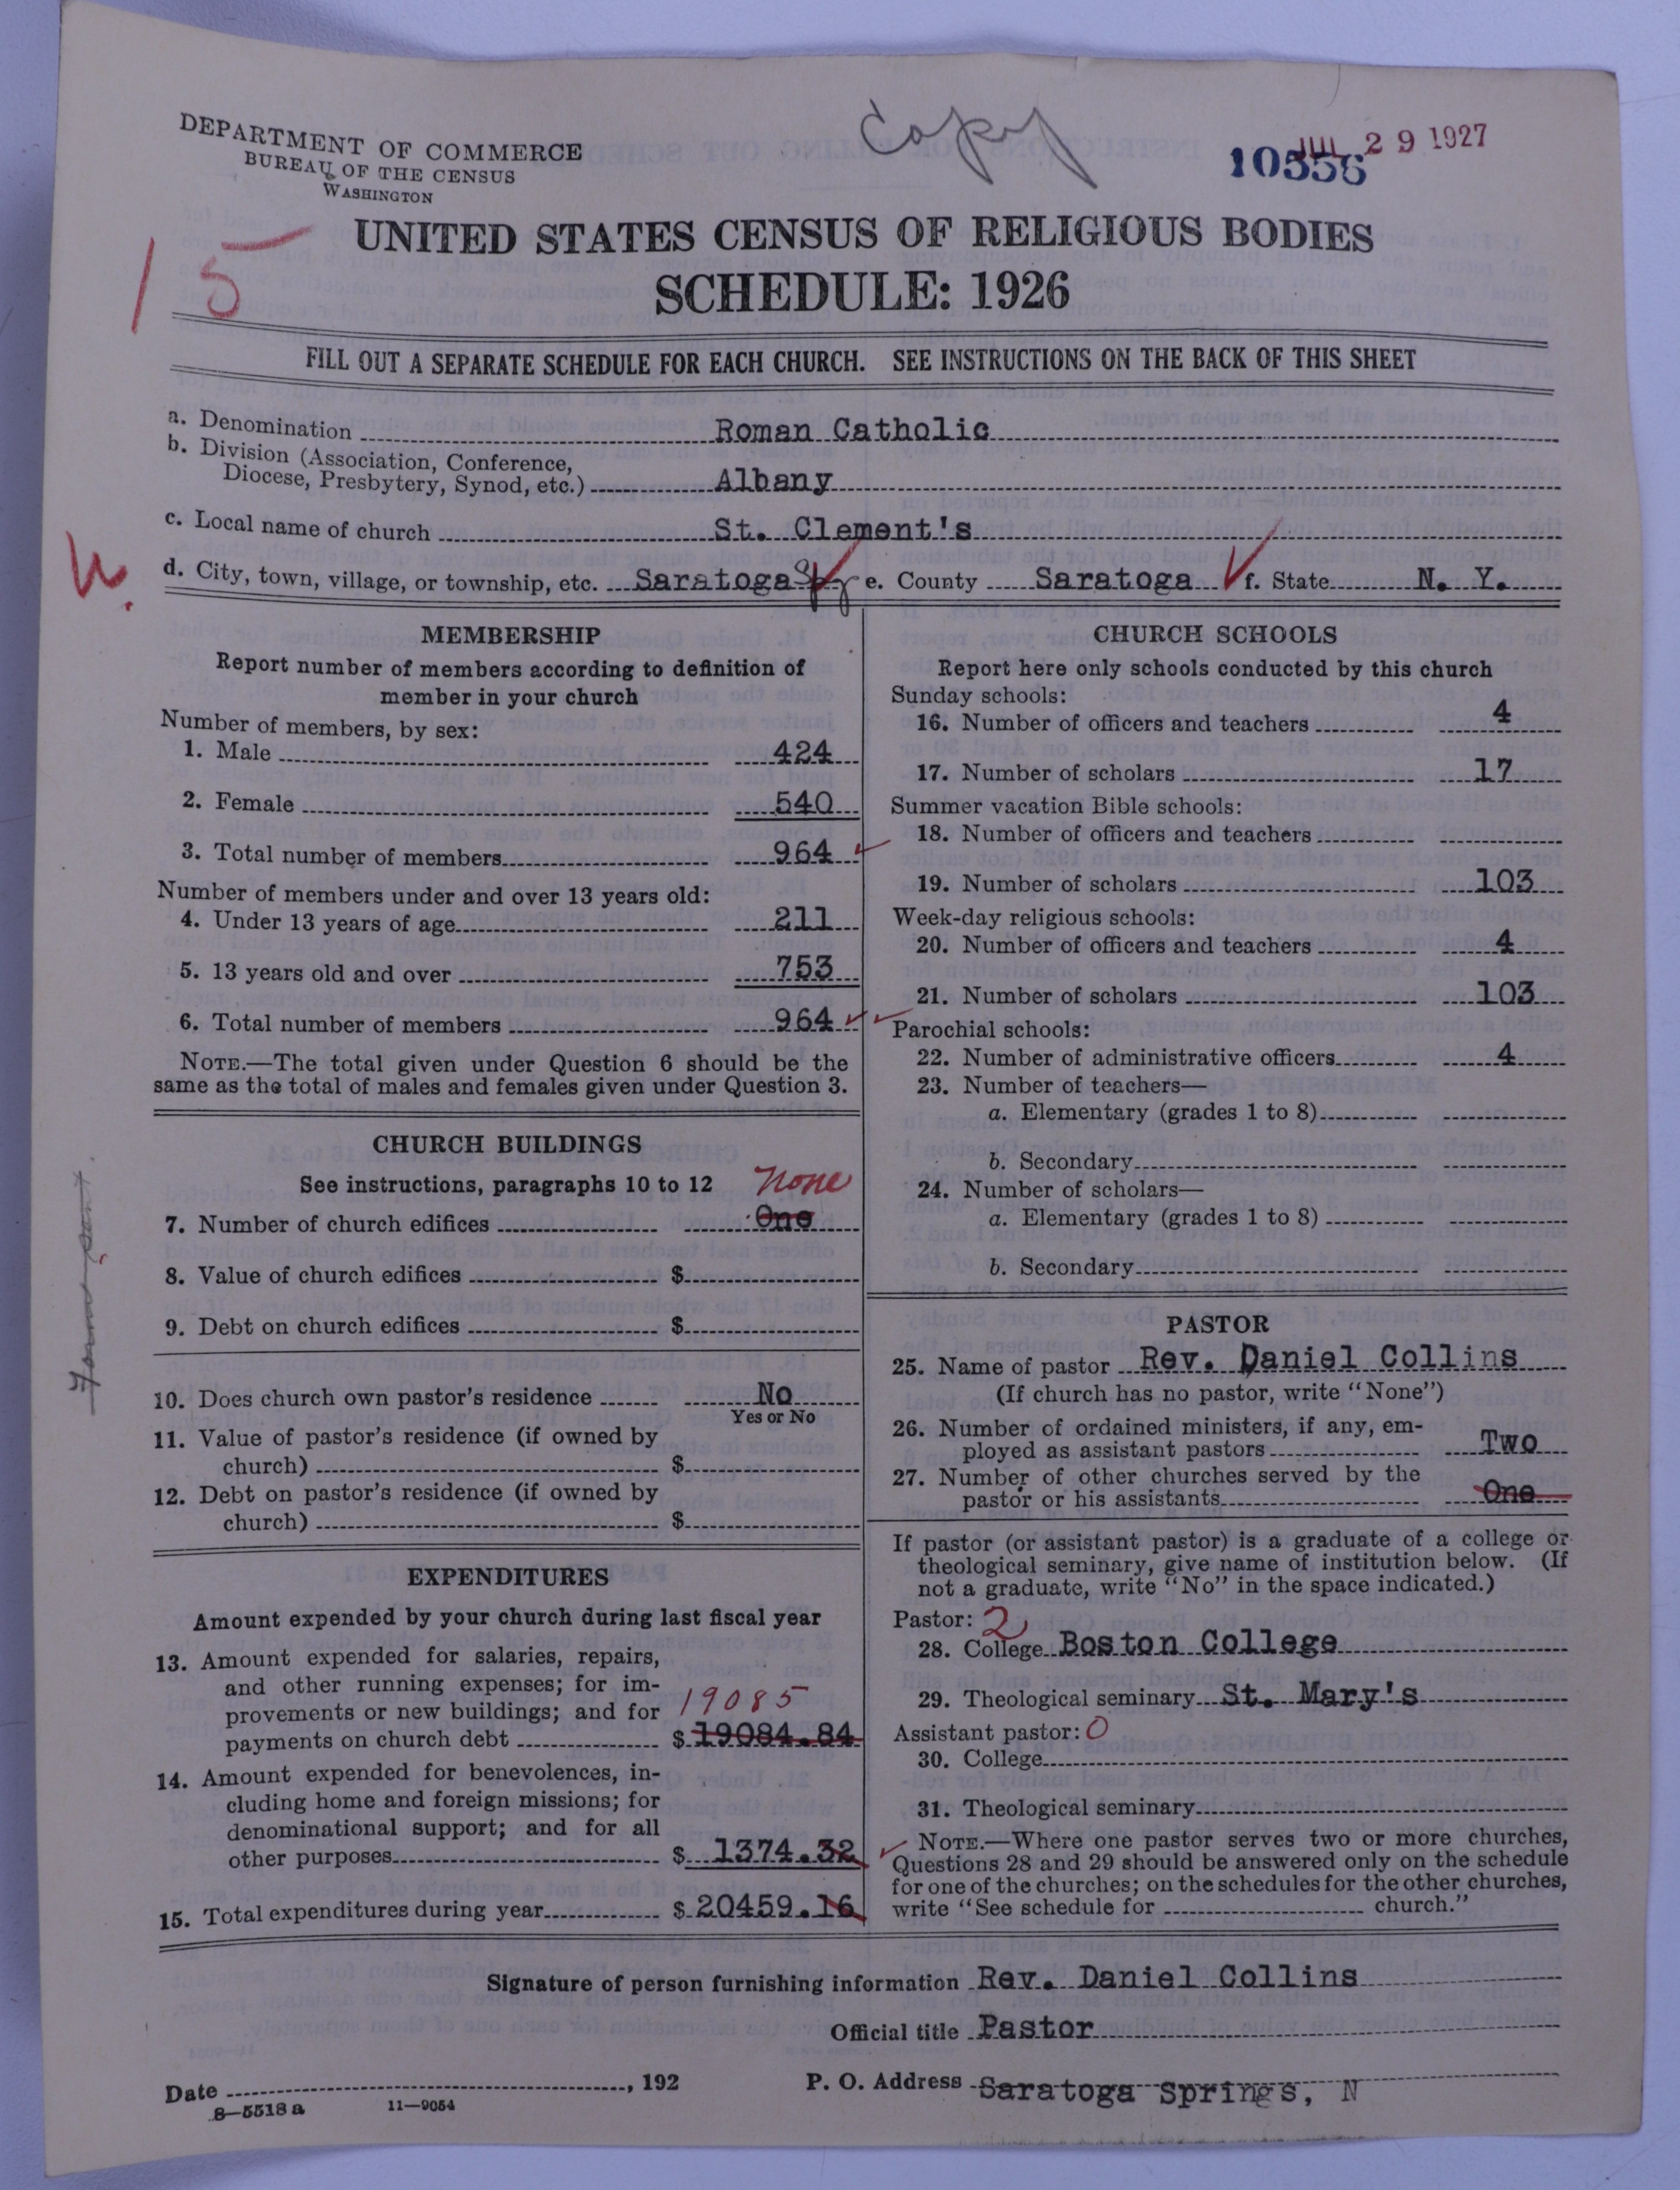 Copy
JUL 29 1927
10556
DEPARTMENT OF COMMERCE
BUREAU OF THE CENSUS
WASHINGTON
15
UNITED STATES CENSUS OF RELIGIOUS BODIES
SCHEDULE: 1926
FILL OUT A SEPARATE SCHEDULE FOR EACH CHURCH. SEE INSTRUCTIONS ON THE BACK OF THIS SHEET
a. Denomination Roman Catholic
b. Division (Association, Conference,
Diocese, Presbytery, Synod, etc.) Albany
c. Local name of church St. Clement's
d. City, town, village, or township, etc. Saratoga Spg e. County Saratoga f. State N. Y.
MEMBERSHIP
Report number of members according to definition of
member in your church
Number of members, by sex:
1. Male 424
2. Female 540
3. Total number of members 964
Number of members under and over 13 years old:
4. Under 13 years of age 211
5. 13 years old and over 753
6. Total number of members 964
NOTE.—The total given under Question 6 should be the
same as the total of males and females given under Question 3.
CHURCH BUILDINGS
See instructions, paragraphs 10 to 12 none
7. Number of church edifices One
8. Value of church edifices $
9. Debt on church edifices $
10. Does church own pastor's residence No
Yes or No
11. Value of pastor's residence (if owned by
church) $
12. Debt on pastor's residence (if owned by
church) $
EXPENDITURES
Amount expended by your church during last fiscal year
13. Amount expended for salaries, repairs,
and other running expenses; for im-
provements or new buildings; and for 19085
payments on church debt $ 19084.84
14. Amount expended for benevolences, in-
cluding home and foreign missions; for
denominational support; and for all
other purposes $ 1374.32
15. Total expenditures during year $ 20459.16
CHURCH SCHOOLS
Report here only schools conducted by this church
Sunday schools:
16. Number of officers and teachers 4
17. Number of scholars 17
Summer vacation Bible schools:
18. Number of officers and teachers
19. Number of scholars 103
Week-day religious schools:
20. Number of officers and teachers 4
21. Number of scholars 103
Parochial schools:
22. Number of administrative officers 4
23. Number of teachers—
a. Elementary (grades 1 to 8)
b. Secondary
24. Number of scholars—
a. Elementary (grades 1 to 8)
b. Secondary
PASTOR
25. Name of pastor Rev. Daniel Collins
(If church has no pastor, write "None")
26. Number of ordained ministers, if any, em-
ployed as assistant pastors Two
27. Number of other churches served by the
pastor or his assistants One
If pastor (or assistant pastor) is a graduate of a college or
theological seminary, give name of institution below. (If
not a graduate, write "No" in the space indicated.)
Pastor: 2
28. College Boston College
29. Theological seminary St. Mary's
Assistant pastor: 0
30. College
31. Theological seminary
NOTE.—Where one pastor serves two or more churches,
Questions 28 and 29 should be answered only on the schedule
for one of the churches; on the schedules for the other churches,
write "See schedule for church."
Signature of person furnishing information Rev. Daniel Collins
Official title Pastor
Date , 192 P. O. Address Saratoga Springs, N
8—5518 a 11—9054